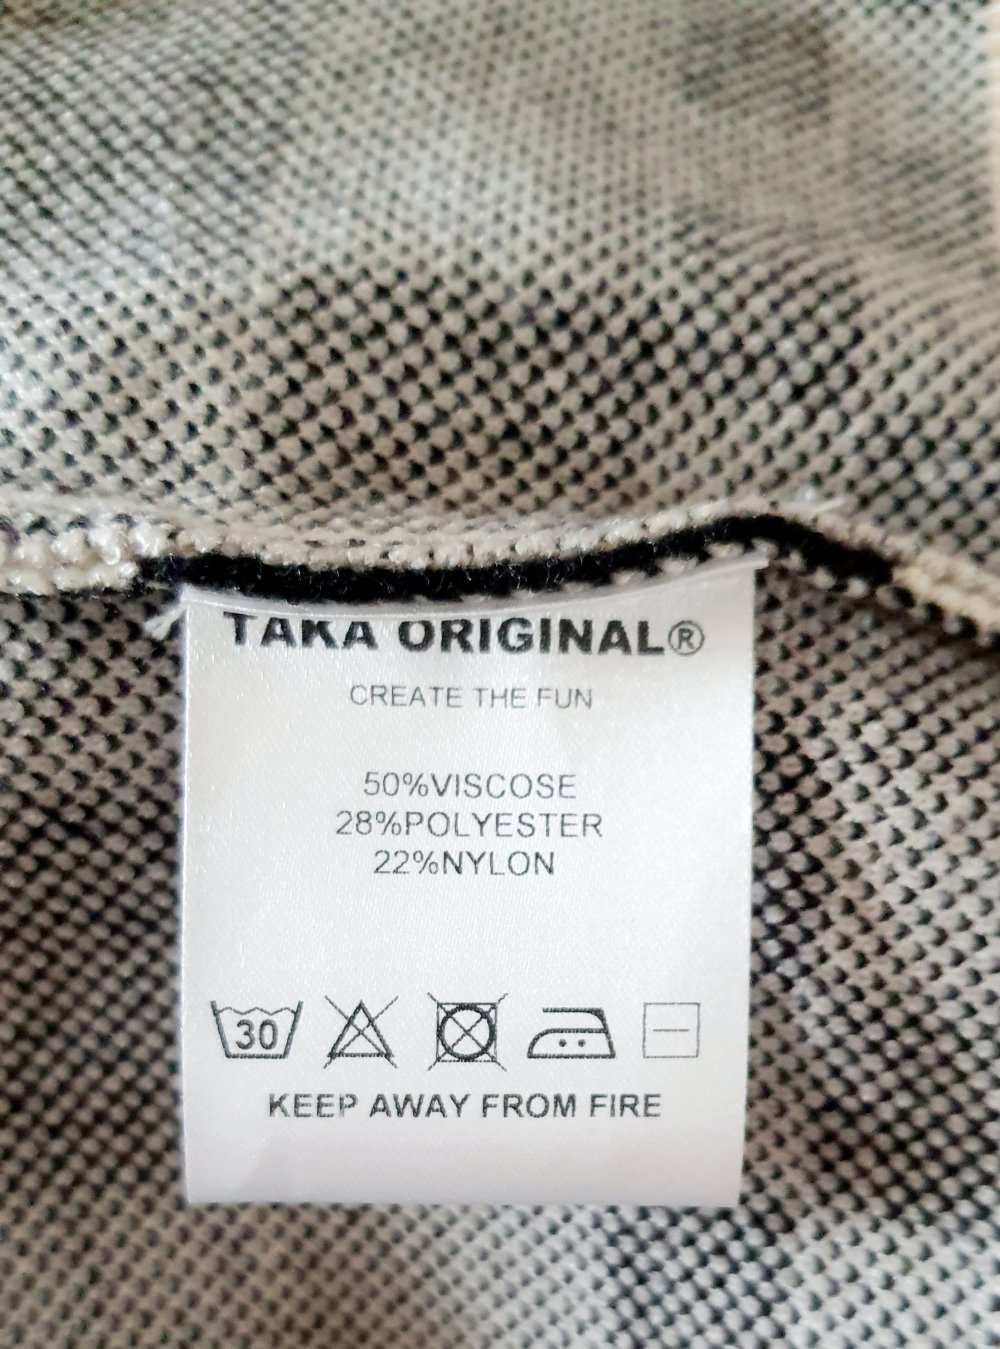 TAKA ORIGINAL®
CREATE THE FUN
50%VISCOSE
28%POLYESTER
22%NYLON
30
KEEP AWAY FROM FIRE